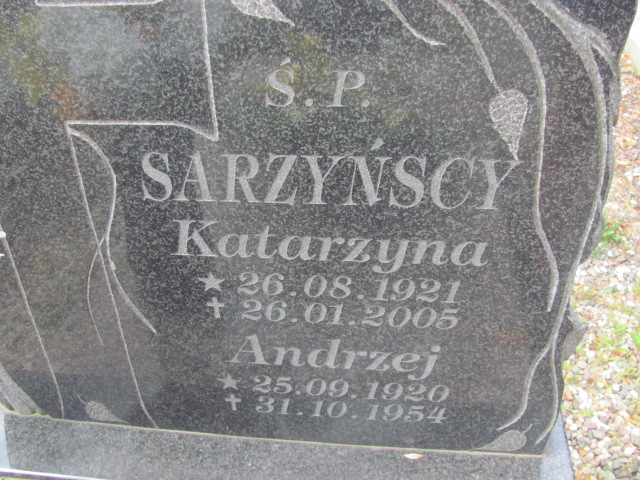 Ś.P.
SARZYŃSCY
Katarzyna
★ 26.08.1921
✝ 26.01.2005
Andrzej
★ 25.09.1920
✝ 31.10.1954